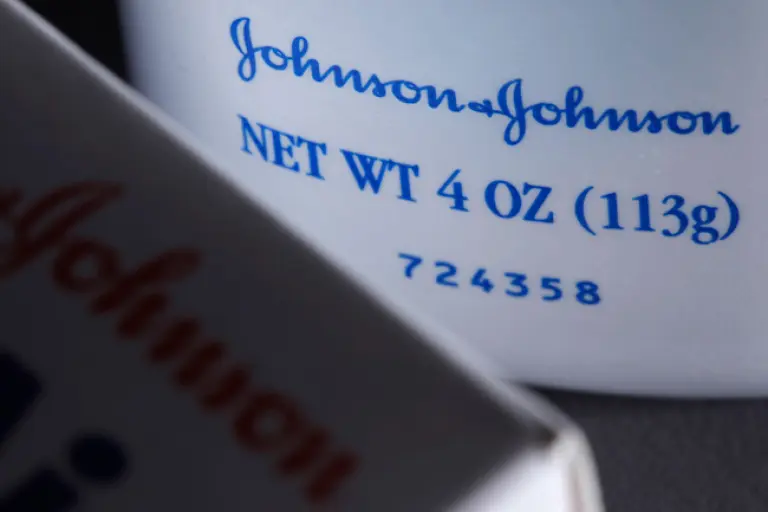 Johnson & Johnson
NET WT 4 OZ (113g)
724358
Johnson